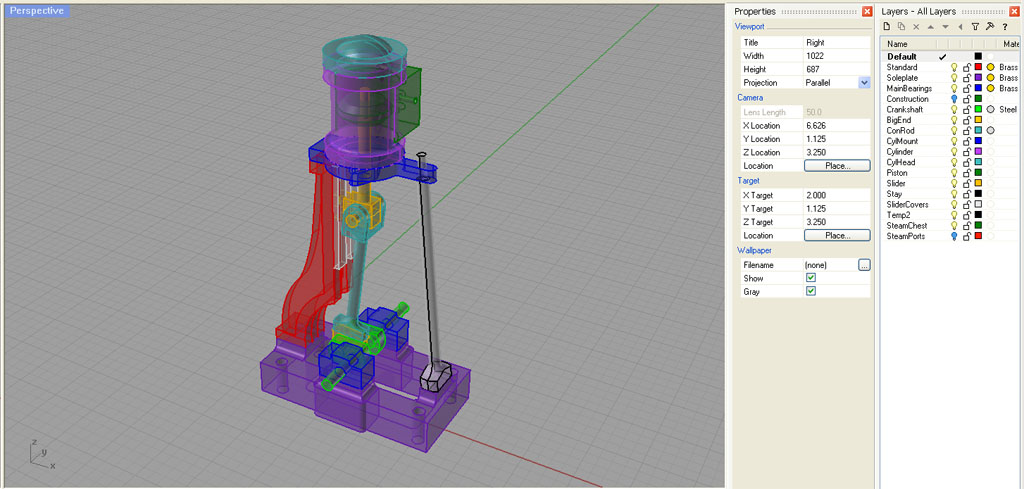 Perspective
z
y
x
Properties
Viewport
Title Right
Width 1022
Height 687
Projection Parallel
Camera
Lens Length 50.0
X Location 6.626
Y Location 1.125
Z Location 3.250
Location Place...
Target
X Target 2.000
Y Target 1.125
Z Target 3.250
Location Place...
Wallpaper
Filename (none) ...
Show
Gray
Layers - All Layers
?
Name Mate
Default
Standard Brass
Soleplate Brass
MainBearings Brass
Construction
Crankshaft Steel
BigEnd
ConRod
CylMount
Cylinder
CylHead
Piston
Slider
Stay
SliderCovers
Temp2
SteamChest
SteamPorts